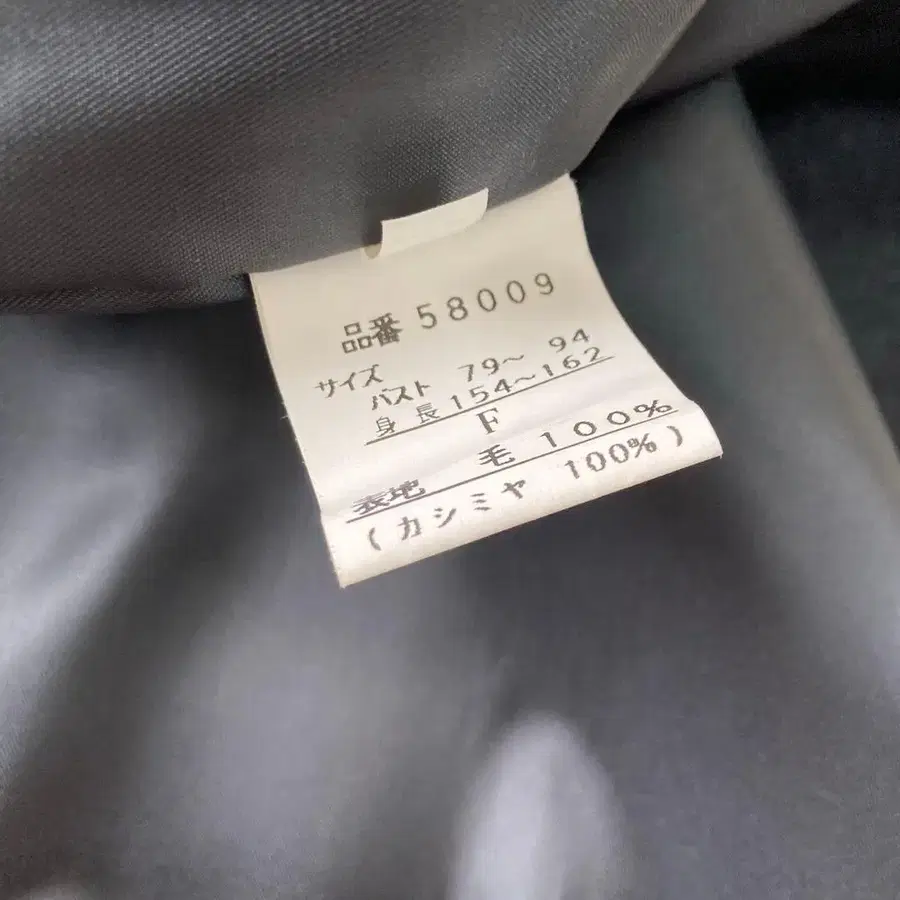 品番 58009
サイズ
バスト 79～ 94
身長 154～162
F
表地 毛 100%
(カシミヤ 100%)